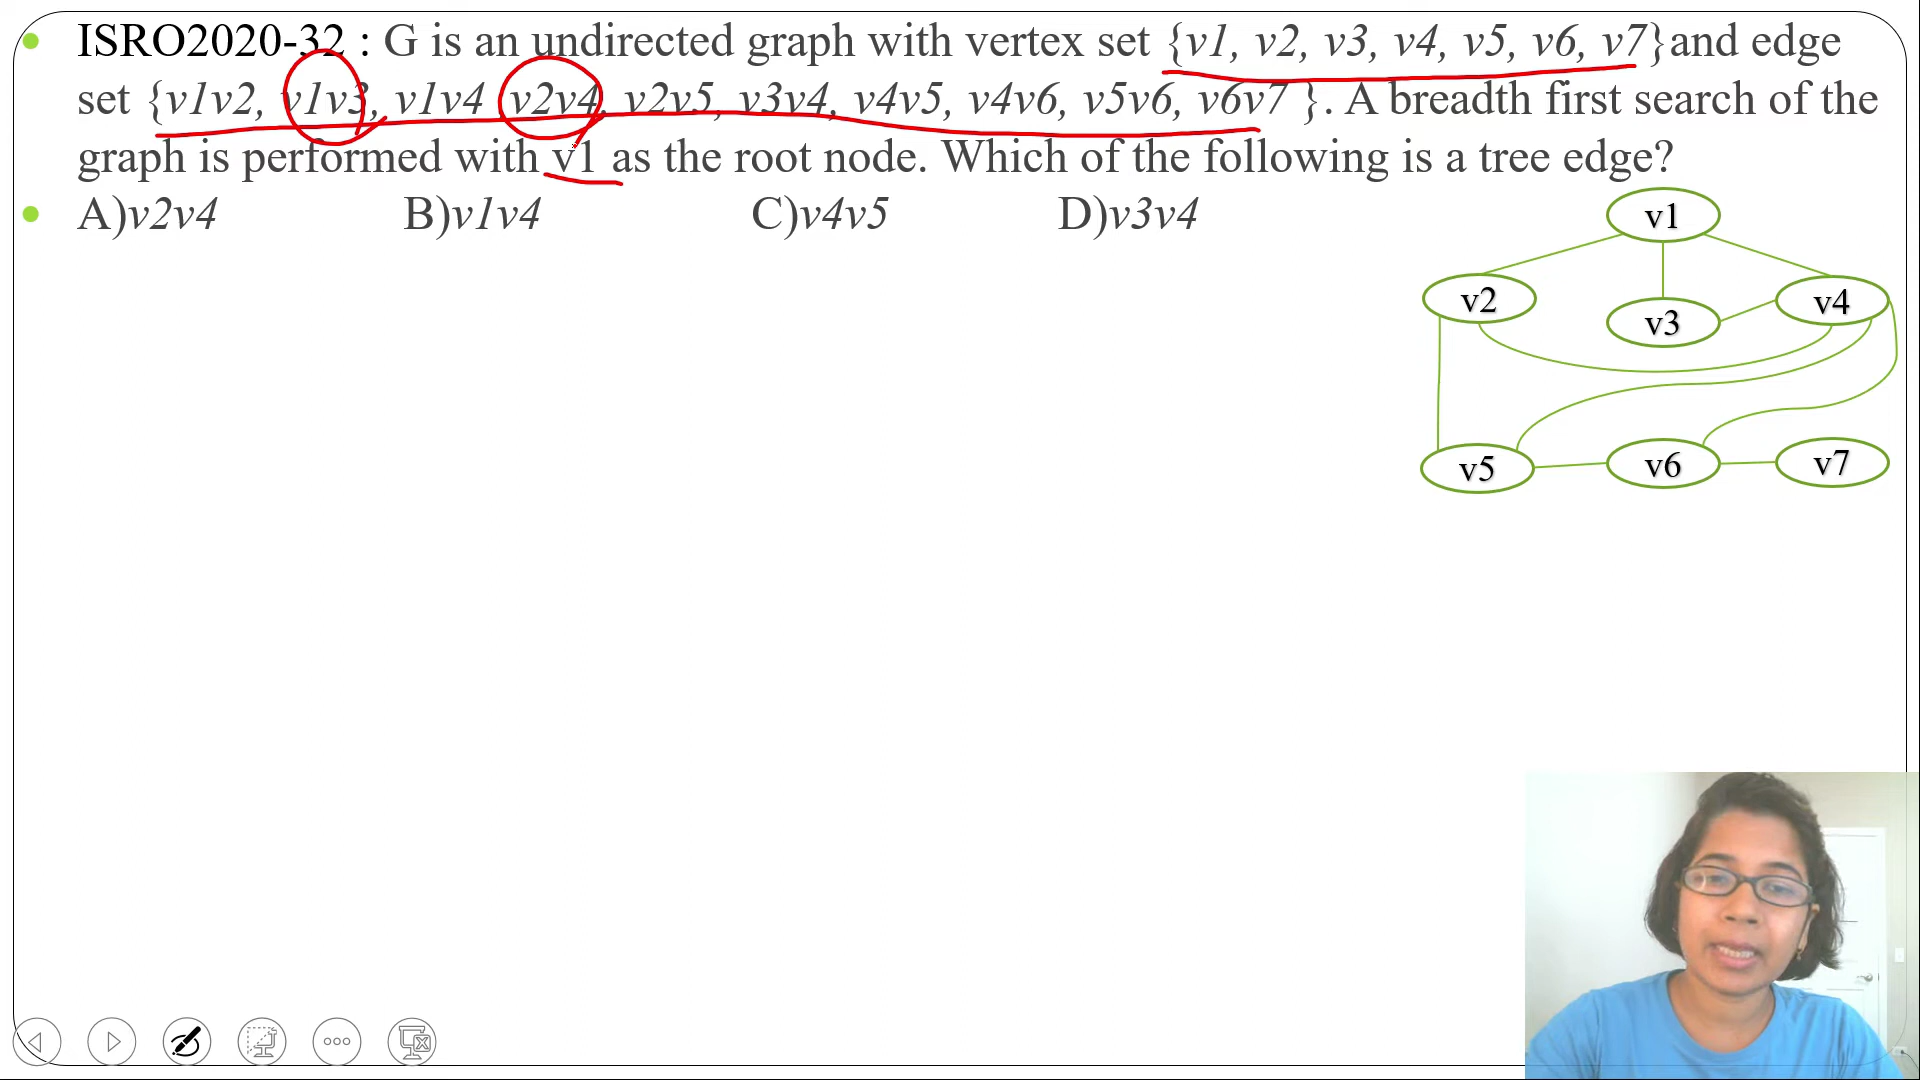 ISRO2020-32 : G is an undirected graph with vertex set {v1, v2, v3, v4, v5, v6, v7}and edge
set {v1v2, v1v3, v1v4 v2v4, v2v5, v3v4, v4v5, v4v6, v5v6, v6v7 }. A breadth first search of the
graph is performed with v1 as the root node. Which of the following is a tree edge?
A)v2v4 B)v1v4 C)v4v5 D)v3v4
v1
v2 v3 v4
v5 v6 v7